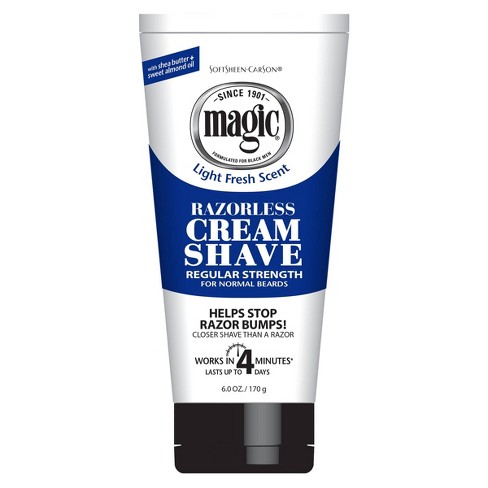 with shea butter +
sweet almond oil
SOFTSHEEN-CARSON®
SINCE 1901
magic®
FORMULATED FOR BLACK MEN
Light Fresh Scent
RAZORLESS
CREAM
SHAVE
REGULAR STRENGTH
FOR NORMAL BEARDS
HELPS STOP
RAZOR BUMPS!
CLOSER SHAVE THAN A RAZOR
WORKS IN 4 MINUTES*
LASTS UP TO 4 DAYS
6.0 OZ. / 170 g